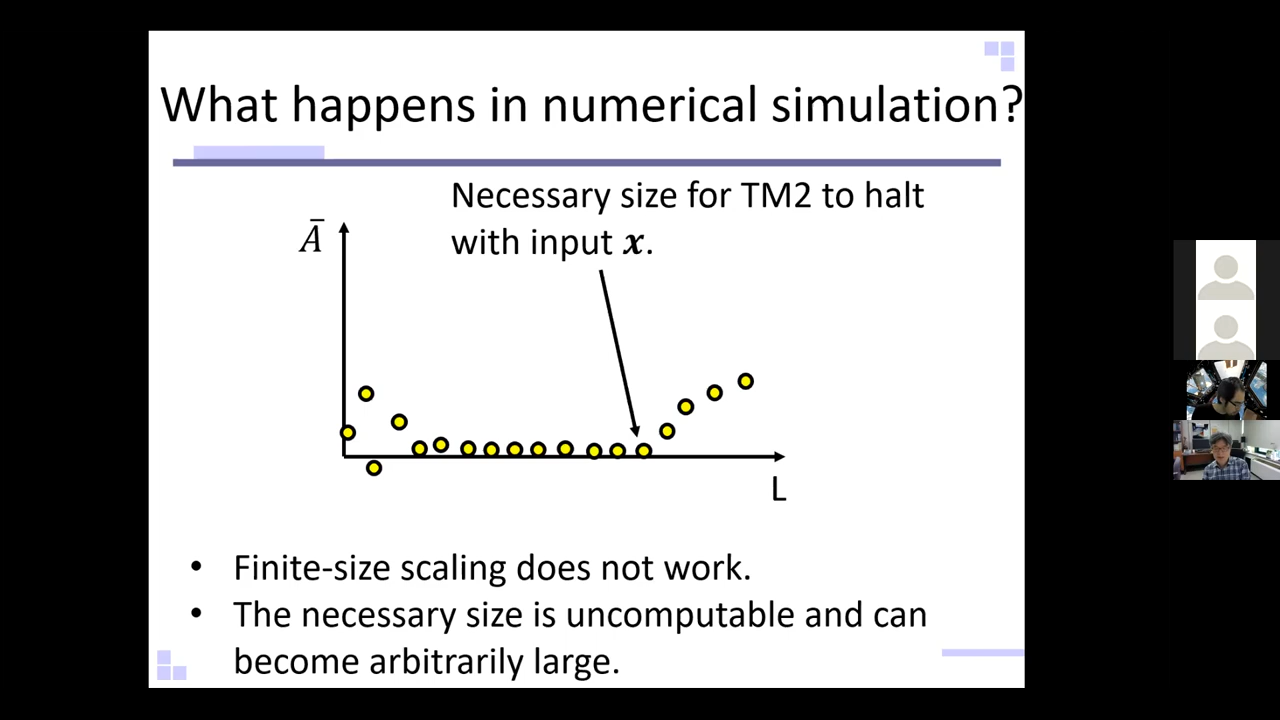 What happens in numerical simulation?
Necessary size for TM2 to halt
with input x.
Ā
L
• Finite-size scaling does not work.
• The necessary size is uncomputable and can
become arbitrarily large.